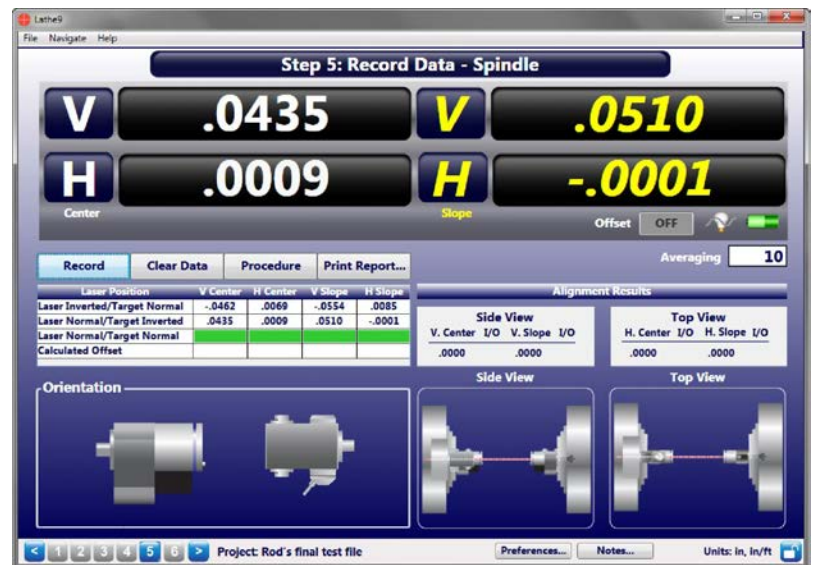 Lathe9
File Navigate Help
Step 5: Record Data - Spindle
V .0435 V .0510
H .0009 H -.0001
Center Slope
Offset OFF
Averaging 10
Record Clear Data Procedure Print Report...
Laser Position V Center H Center V Slope H Slope
Laser Inverted/Target Normal -.0462 .0069 -.0554 .0085
Laser Normal/Target Inverted .0435 .0009 .0510 -.0001
Laser Normal/Target Normal
Calculated Offset
Alignment Results
Side View Top View
V. Center I/O V. Slope I/O H. Center I/O H. Slope I/O
.0000 .0000 .0000 .0000
Orientation
Side View Top View
< 1 2 3 4 5 6 > Project: Rod's final test file Preferences... Notes... Units: in, in/ft